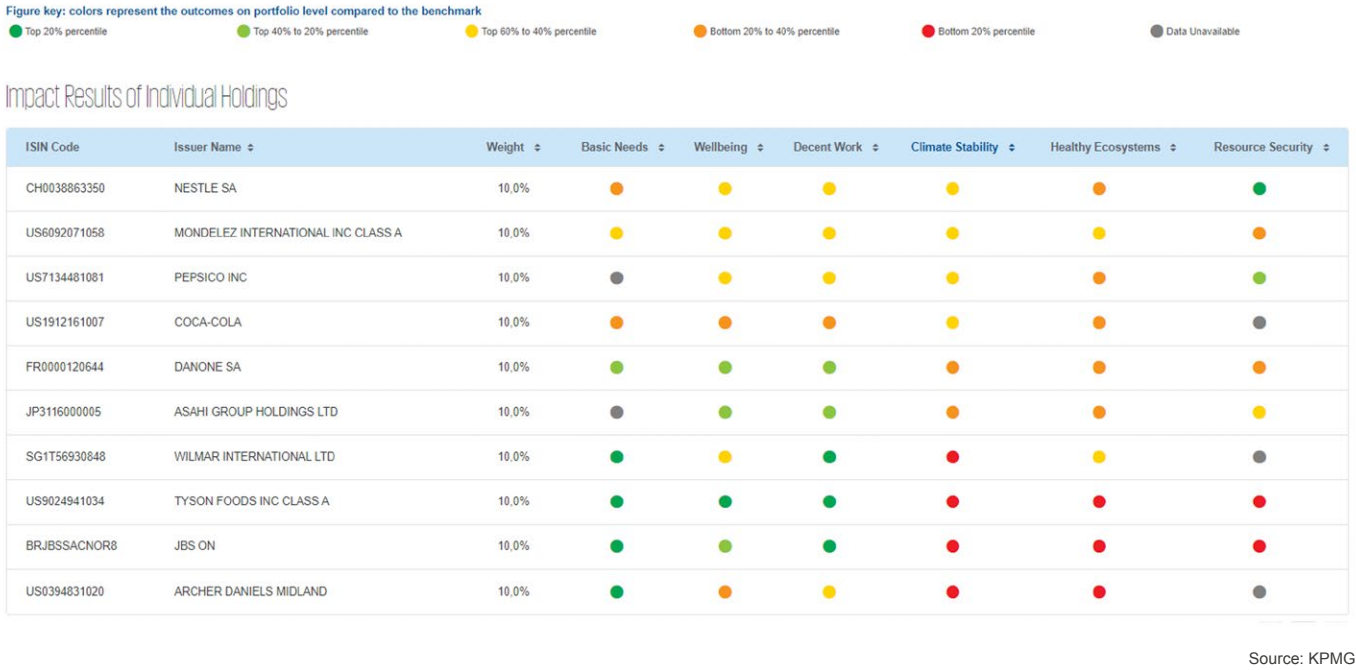 Figure key: colors represent the outcomes on portfolio level compared to the benchmark
Top 20% percentile Top 40% to 20% percentile Top 60% to 40% percentile Bottom 20% to 40% percentile Bottom 20% percentile Data Unavailable
Impact Results of Individual Holdings
ISIN Code Issuer Name Weight Basic Needs Wellbeing Decent Work Climate Stability Healthy Ecosystems Resource Security
CH0038863350 NESTLE SA 10,0%
US6092071058 MONDELEZ INTERNATIONAL INC CLASS A 10,0%
US7134481081 PEPSICO INC 10,0%
US1912161007 COCA-COLA 10,0%
FR0000120644 DANONE SA 10,0%
JP3116000005 ASAHI GROUP HOLDINGS LTD 10,0%
SG1T56930848 WILMAR INTERNATIONAL LTD 10,0%
US9024941034 TYSON FOODS INC CLASS A 10,0%
BRJBSSACNOR8 JBS ON 10,0%
US0394831020 ARCHER DANIELS MIDLAND 10,0%
Source: KPMG